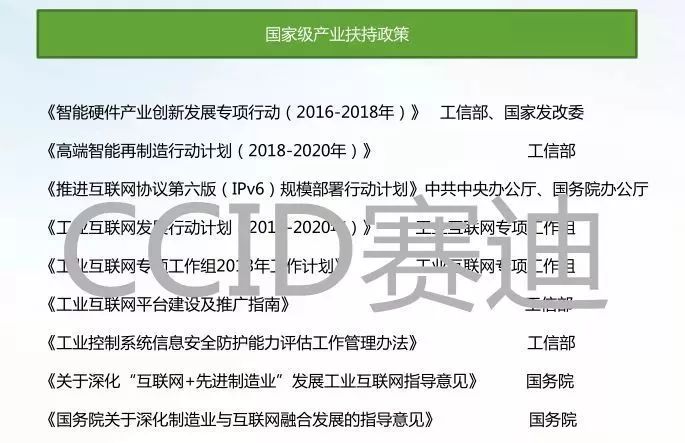 国家级产业扶持政策
《智能硬件产业创新发展专项行动（2016-2018年）》 工信部、国家发改委
《高端智能再制造行动计划（2018-2020年）》 工信部
《推进互联网协议第六版（IPv6）规模部署行动计划》中共中央办公厅、国务院办公厅
《工业互联网发展行动计划（2018-2020年）》 工业互联网专项工作组
《工业互联网专项工作组2018年工作计划》 工业互联网专项工作组
《工业互联网平台建设及推广指南》 工信部
《工业控制系统信息安全防护能力评估工作管理办法》 工信部
《关于深化“互联网+先进制造业”发展工业互联网指导意见》 国务院
《国务院关于深化制造业与互联网融合发展的指导意见》 国务院
CCID赛迪